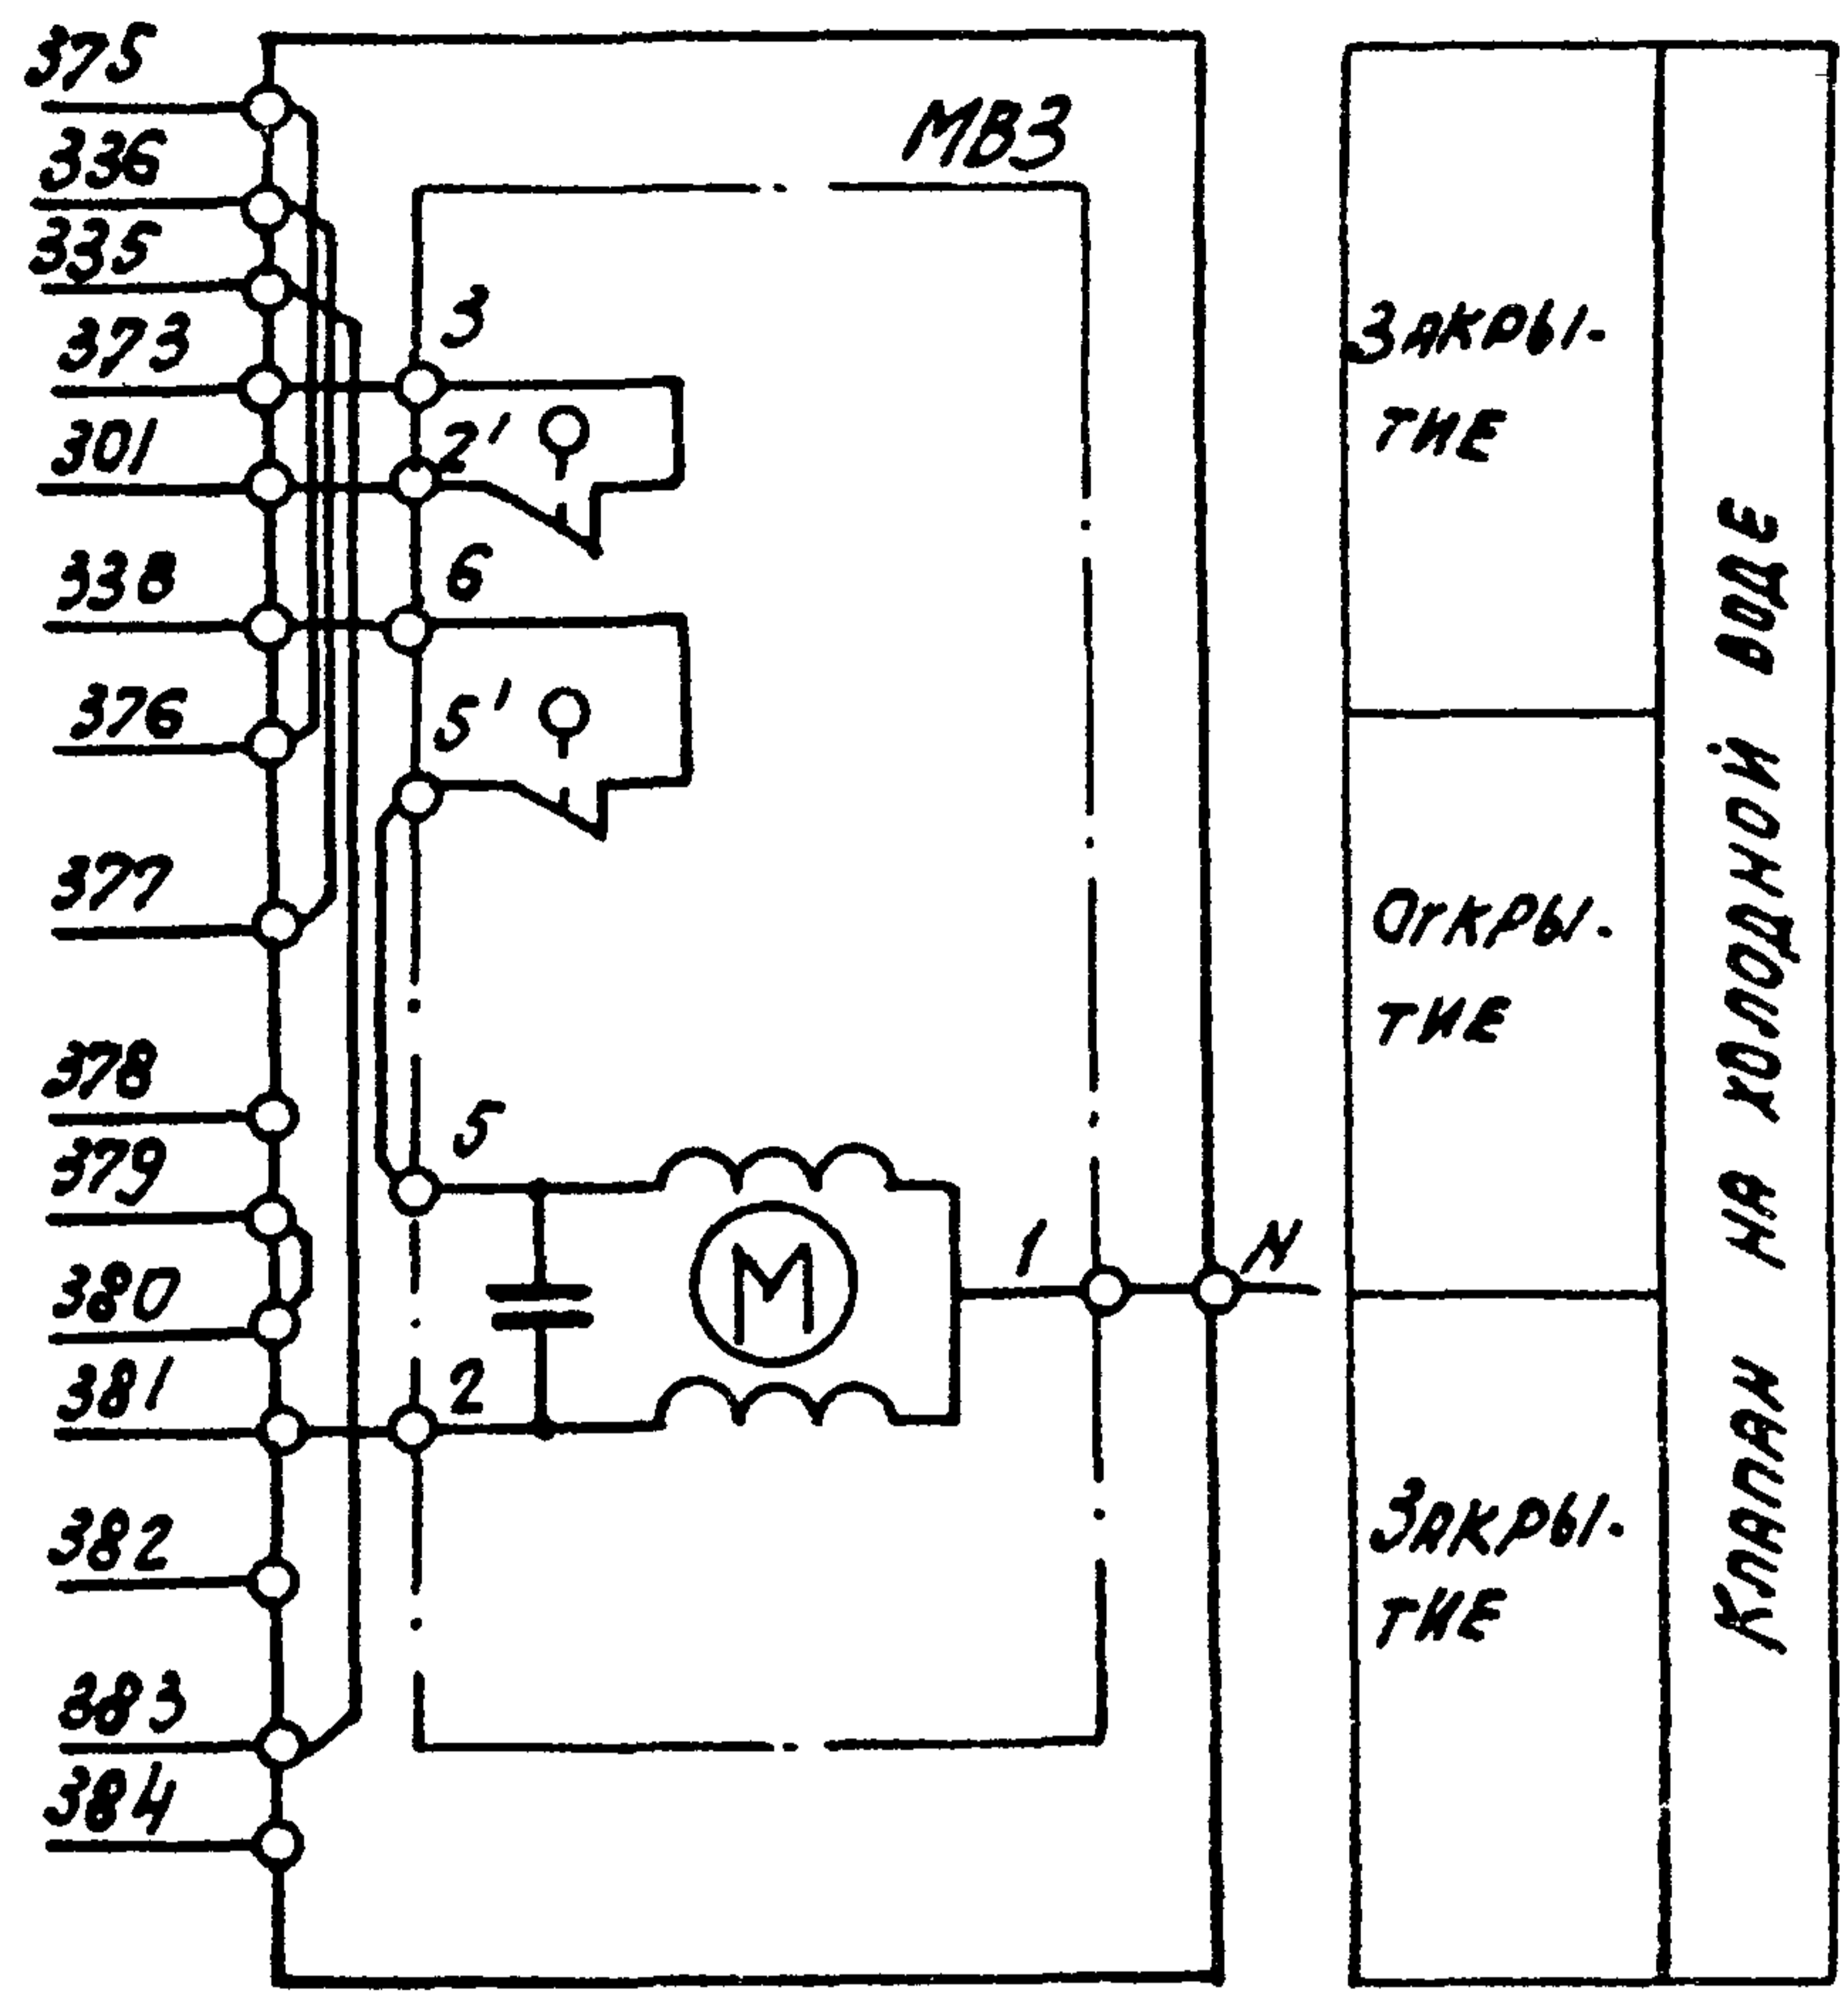 375
336
335
373
301
338
376
377
378
379
380
381
382
383
384
МВ3
3
2'
6
5'
5
2
М
1
N
Закры-
тие
Откры-
тие
Закры-
тие
Клапан на холодной воде